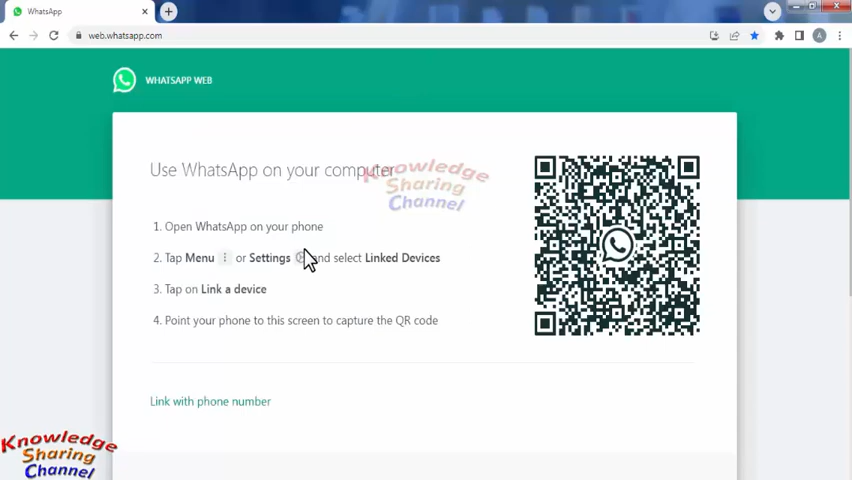 WhatsApp
web.whatsapp.com
A
WHATSAPP WEB
Use WhatsApp on your computer
Knowledge
Sharing
Channel
1. Open WhatsApp on your phone
2. Tap Menu or Settings and select Linked Devices
3. Tap on Link a device
4. Point your phone to this screen to capture the QR code
Link with phone number
Knowledge
Sharing
Channel